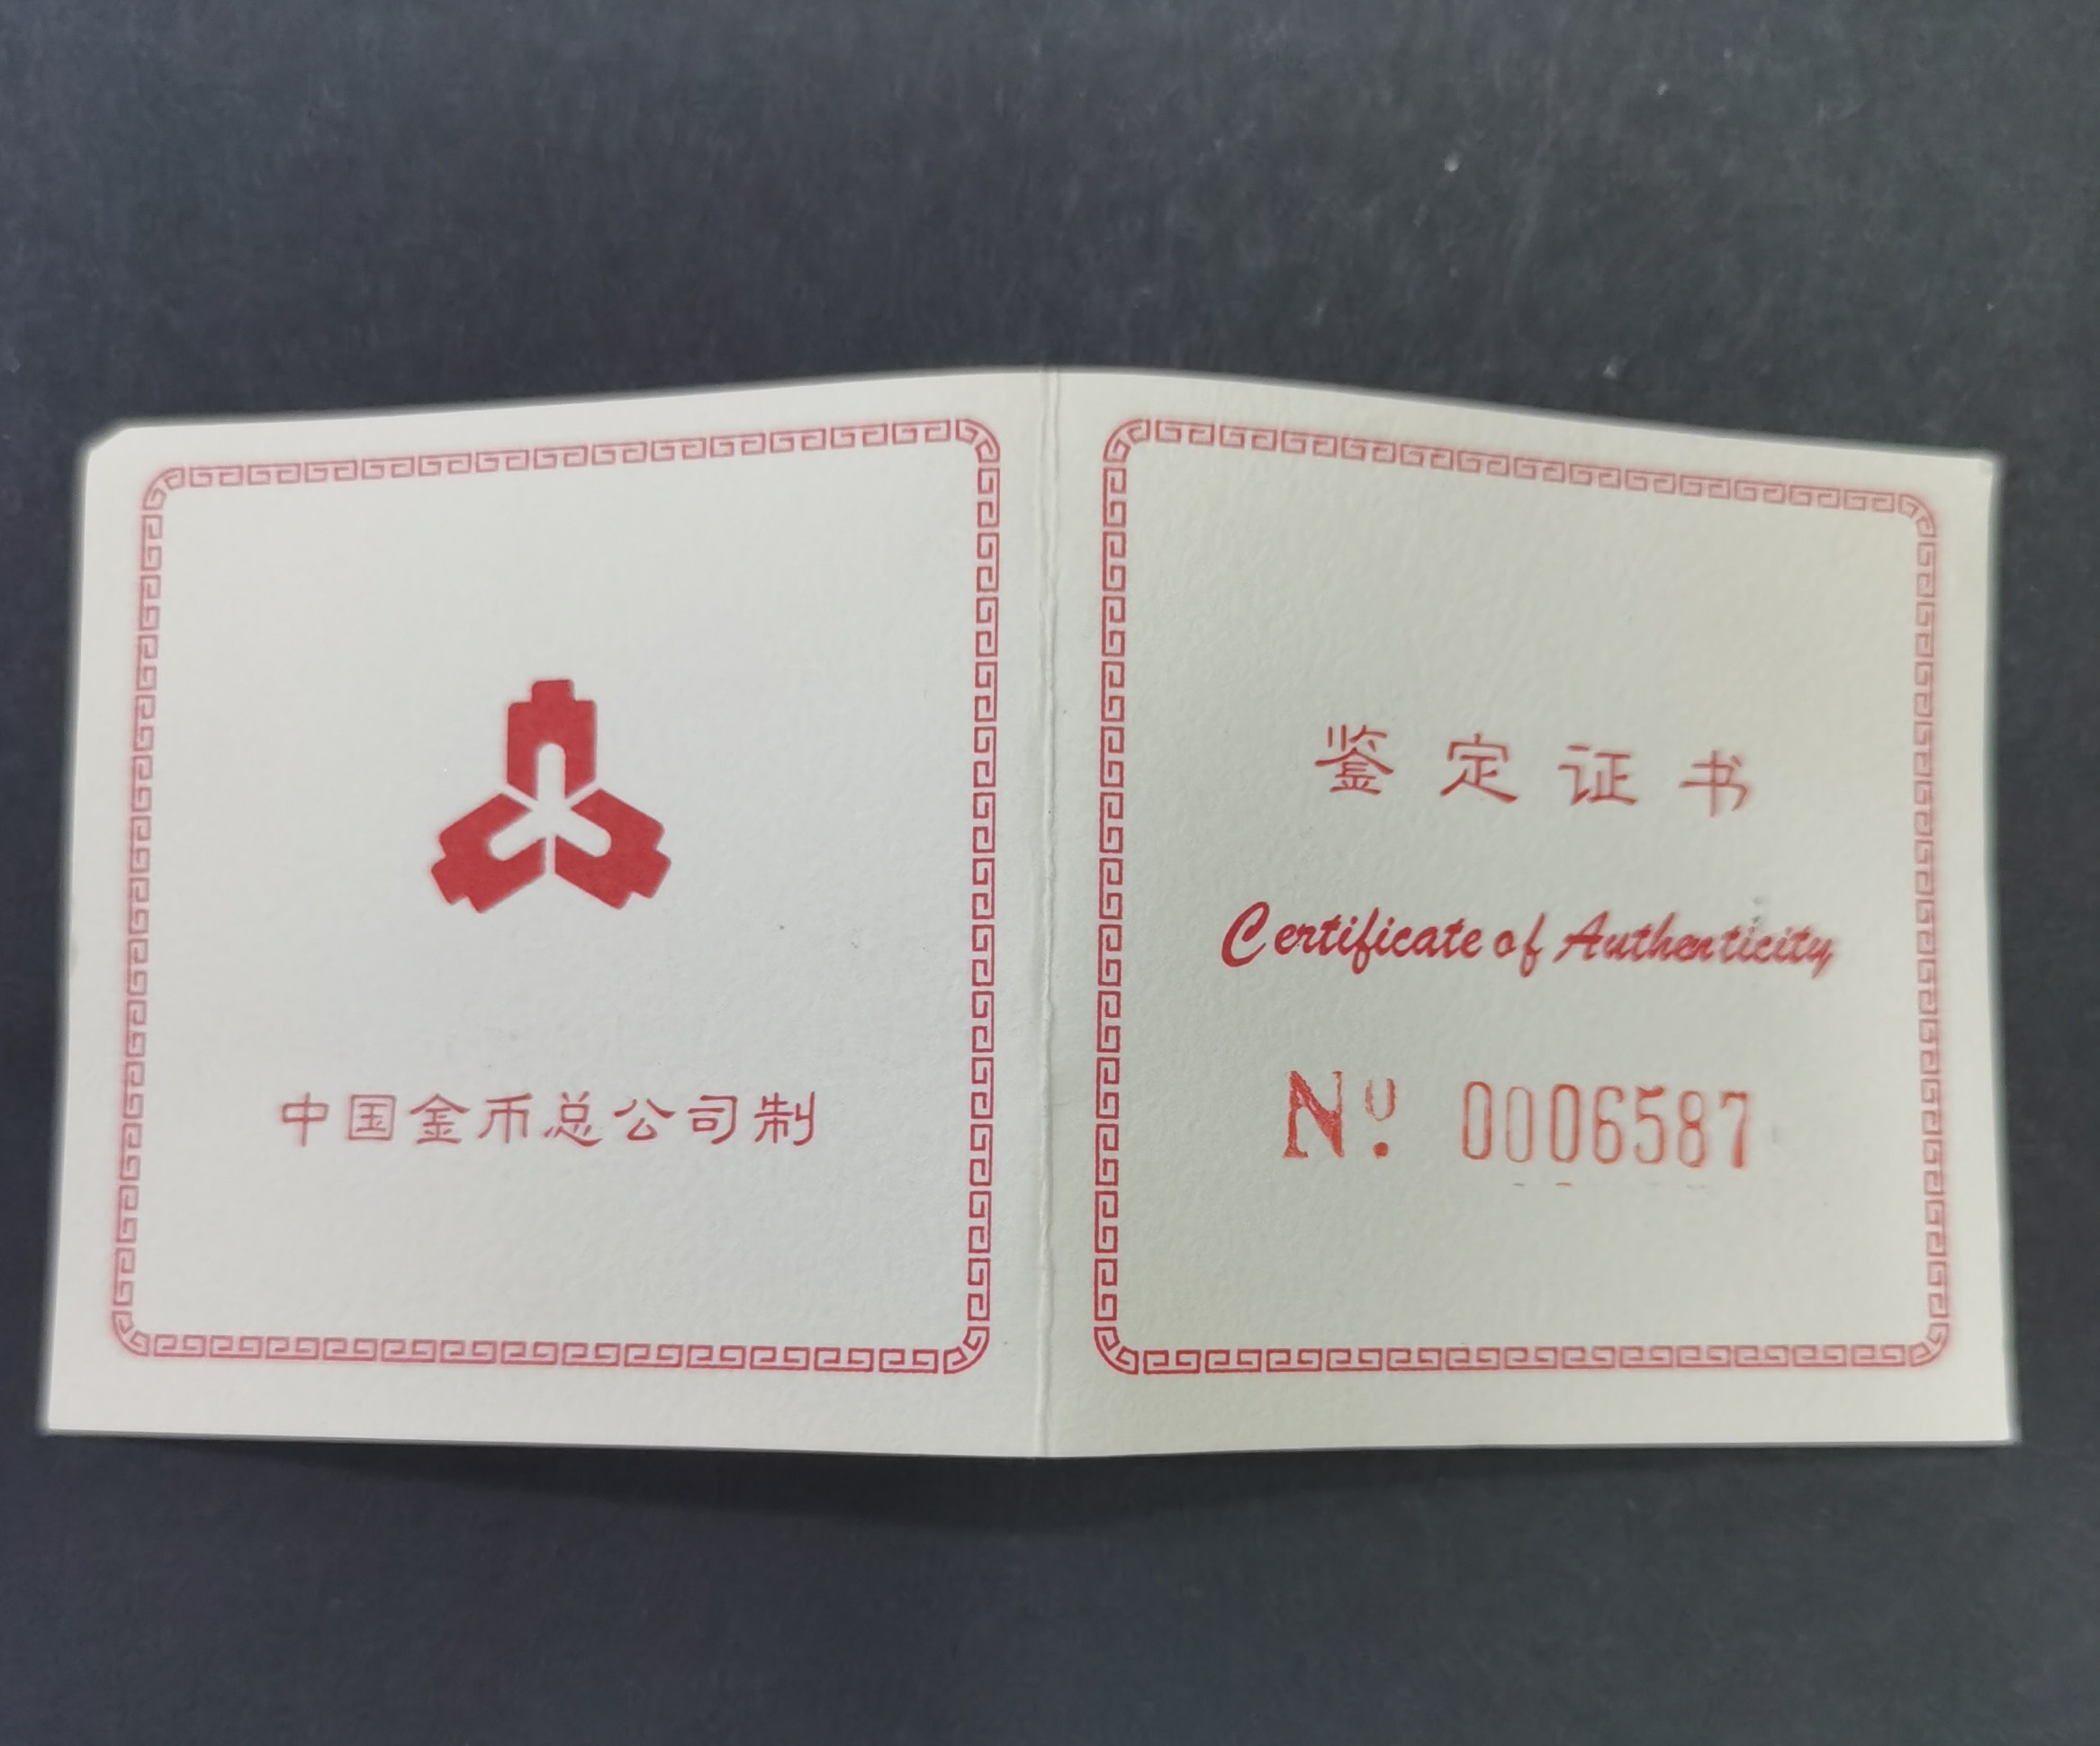 中国金币总公司制
鉴定证书
Certificate of Authenticity
No. 0006587